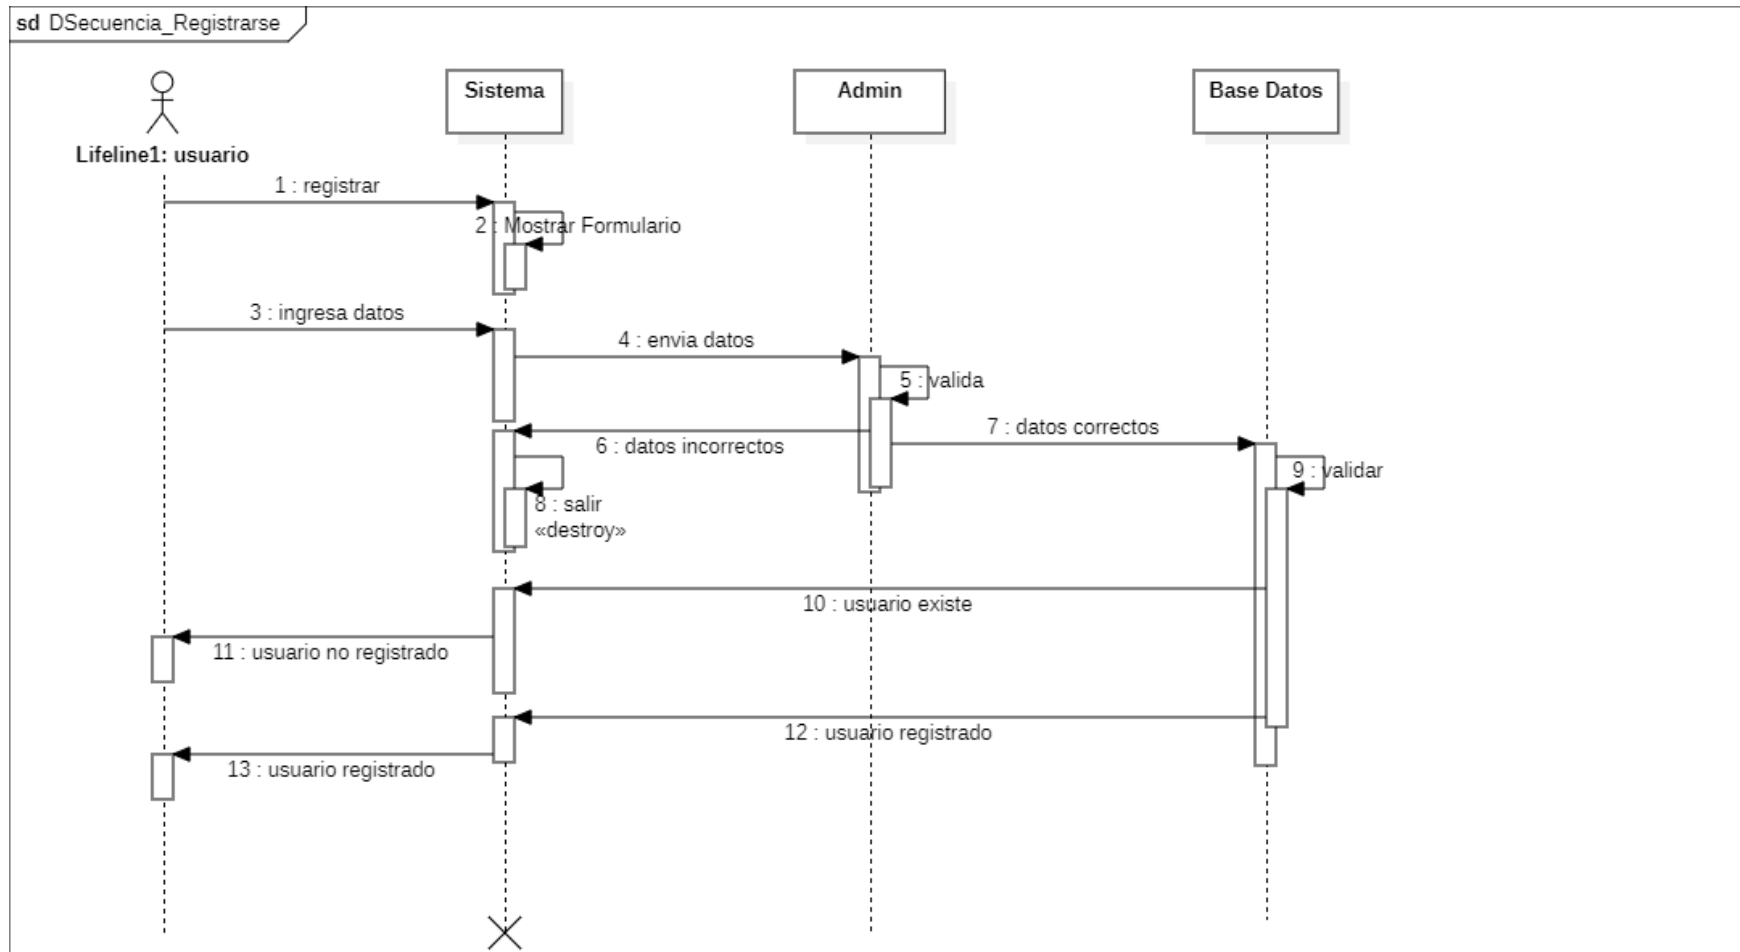 sd DSecuencia_Registrarse
Sistema
Admin
Base Datos
Lifeline1: usuario
1 : registrar
2 : Mostrar Formulario
3 : ingresa datos
4 : envia datos
5 : valida
6 : datos incorrectos
7 : datos correctos
9 : validar
8 : salir
«destroy»
10 : usuario existe
11 : usuario no registrado
12 : usuario registrado
13 : usuario registrado